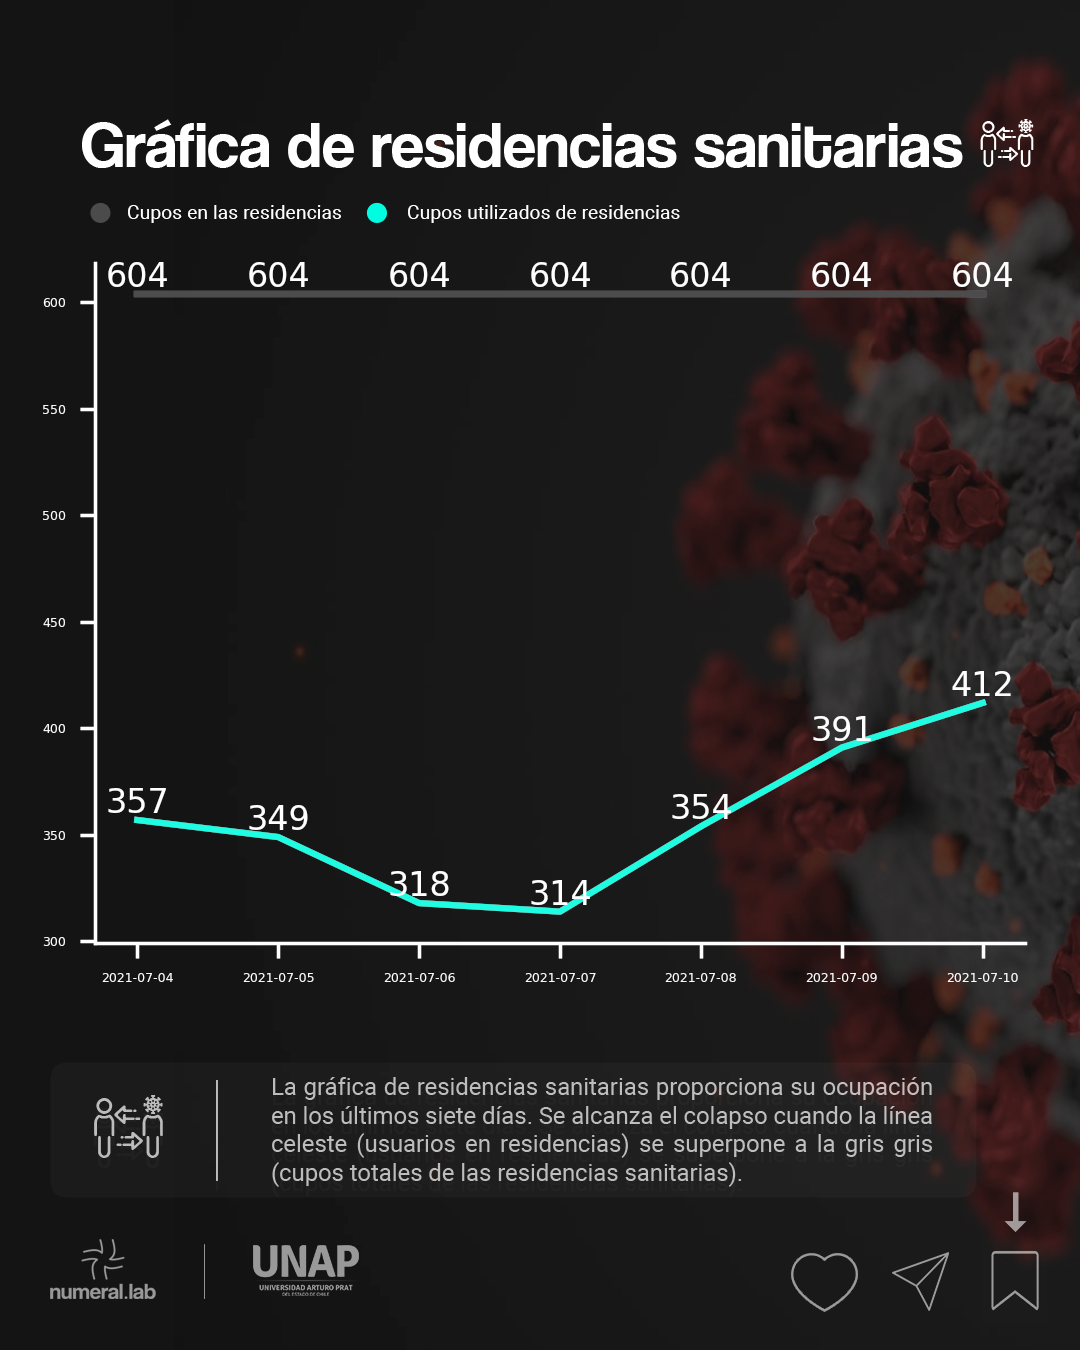 Gráfica de residencias sanitarias
Cupos en las residencias Cupos utilizados de residencias
604 604 604 604 604 604 604
600
550
500
450
400
350
300
357 349 318 314 354 391 412
2021-07-04 2021-07-05 2021-07-06 2021-07-07 2021-07-08 2021-07-09 2021-07-10
La gráfica de residencias sanitarias proporciona su ocupación
en los últimos siete días. Se alcanza el colapso cuando la línea
celeste (usuarios en residencias) se superpone a la gris gris
(cupos totales de las residencias sanitarias).
numeral.lab
UNAP
UNIVERSIDAD ARTURO PRAT
DEL ESTADO DE CHILE